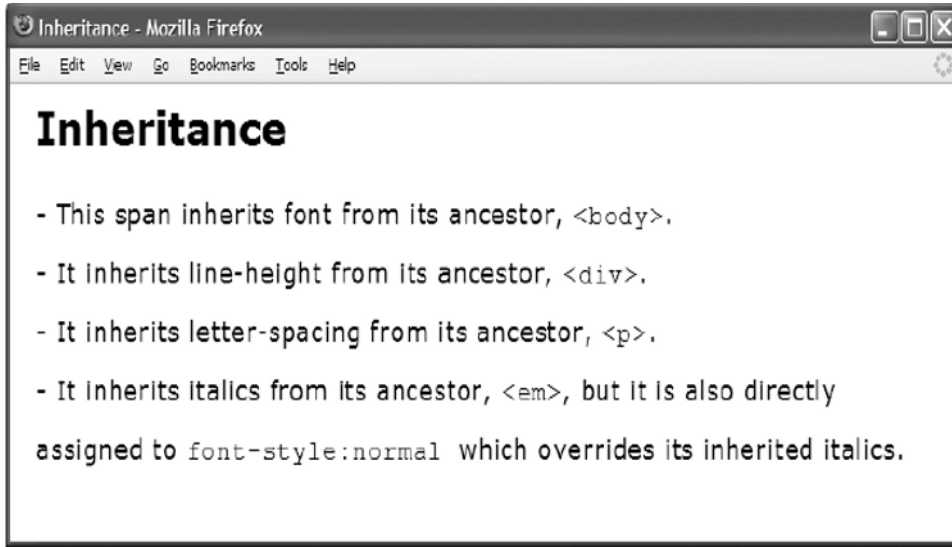 Inheritance - Mozilla Firefox
File Edit View Go Bookmarks Tools Help
Inheritance
- This span inherits font from its ancestor, <body>.
- It inherits line-height from its ancestor, <div>.
- It inherits letter-spacing from its ancestor, <p>.
- It inherits italics from its ancestor, <em>, but it is also directly
assigned to font-style:normal which overrides its inherited italics.